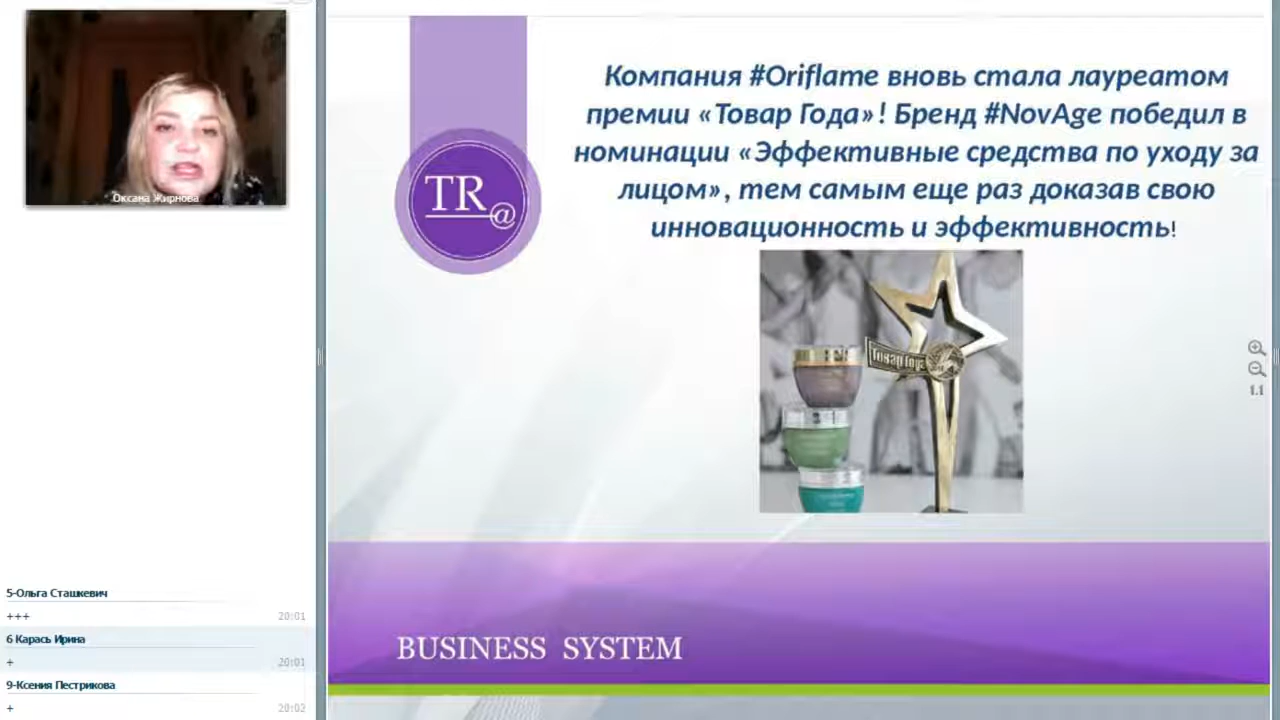 Оксана Жирнова
Компания #Oriflame вновь стала лауреатом
премии «Товар Года»! Бренд #NovAge победил в
номинации «Эффективные средства по уходу за
лицом», тем самым еще раз доказав свою
инновационность и эффективность!
TR@
Товар Года
1.1
5-Ольга Сташкевич
+++ 20:01
6 Карась Ирина
+ 20:01
9-Ксения Пестрикова
+ 20:02
BUSINESS SYSTEM